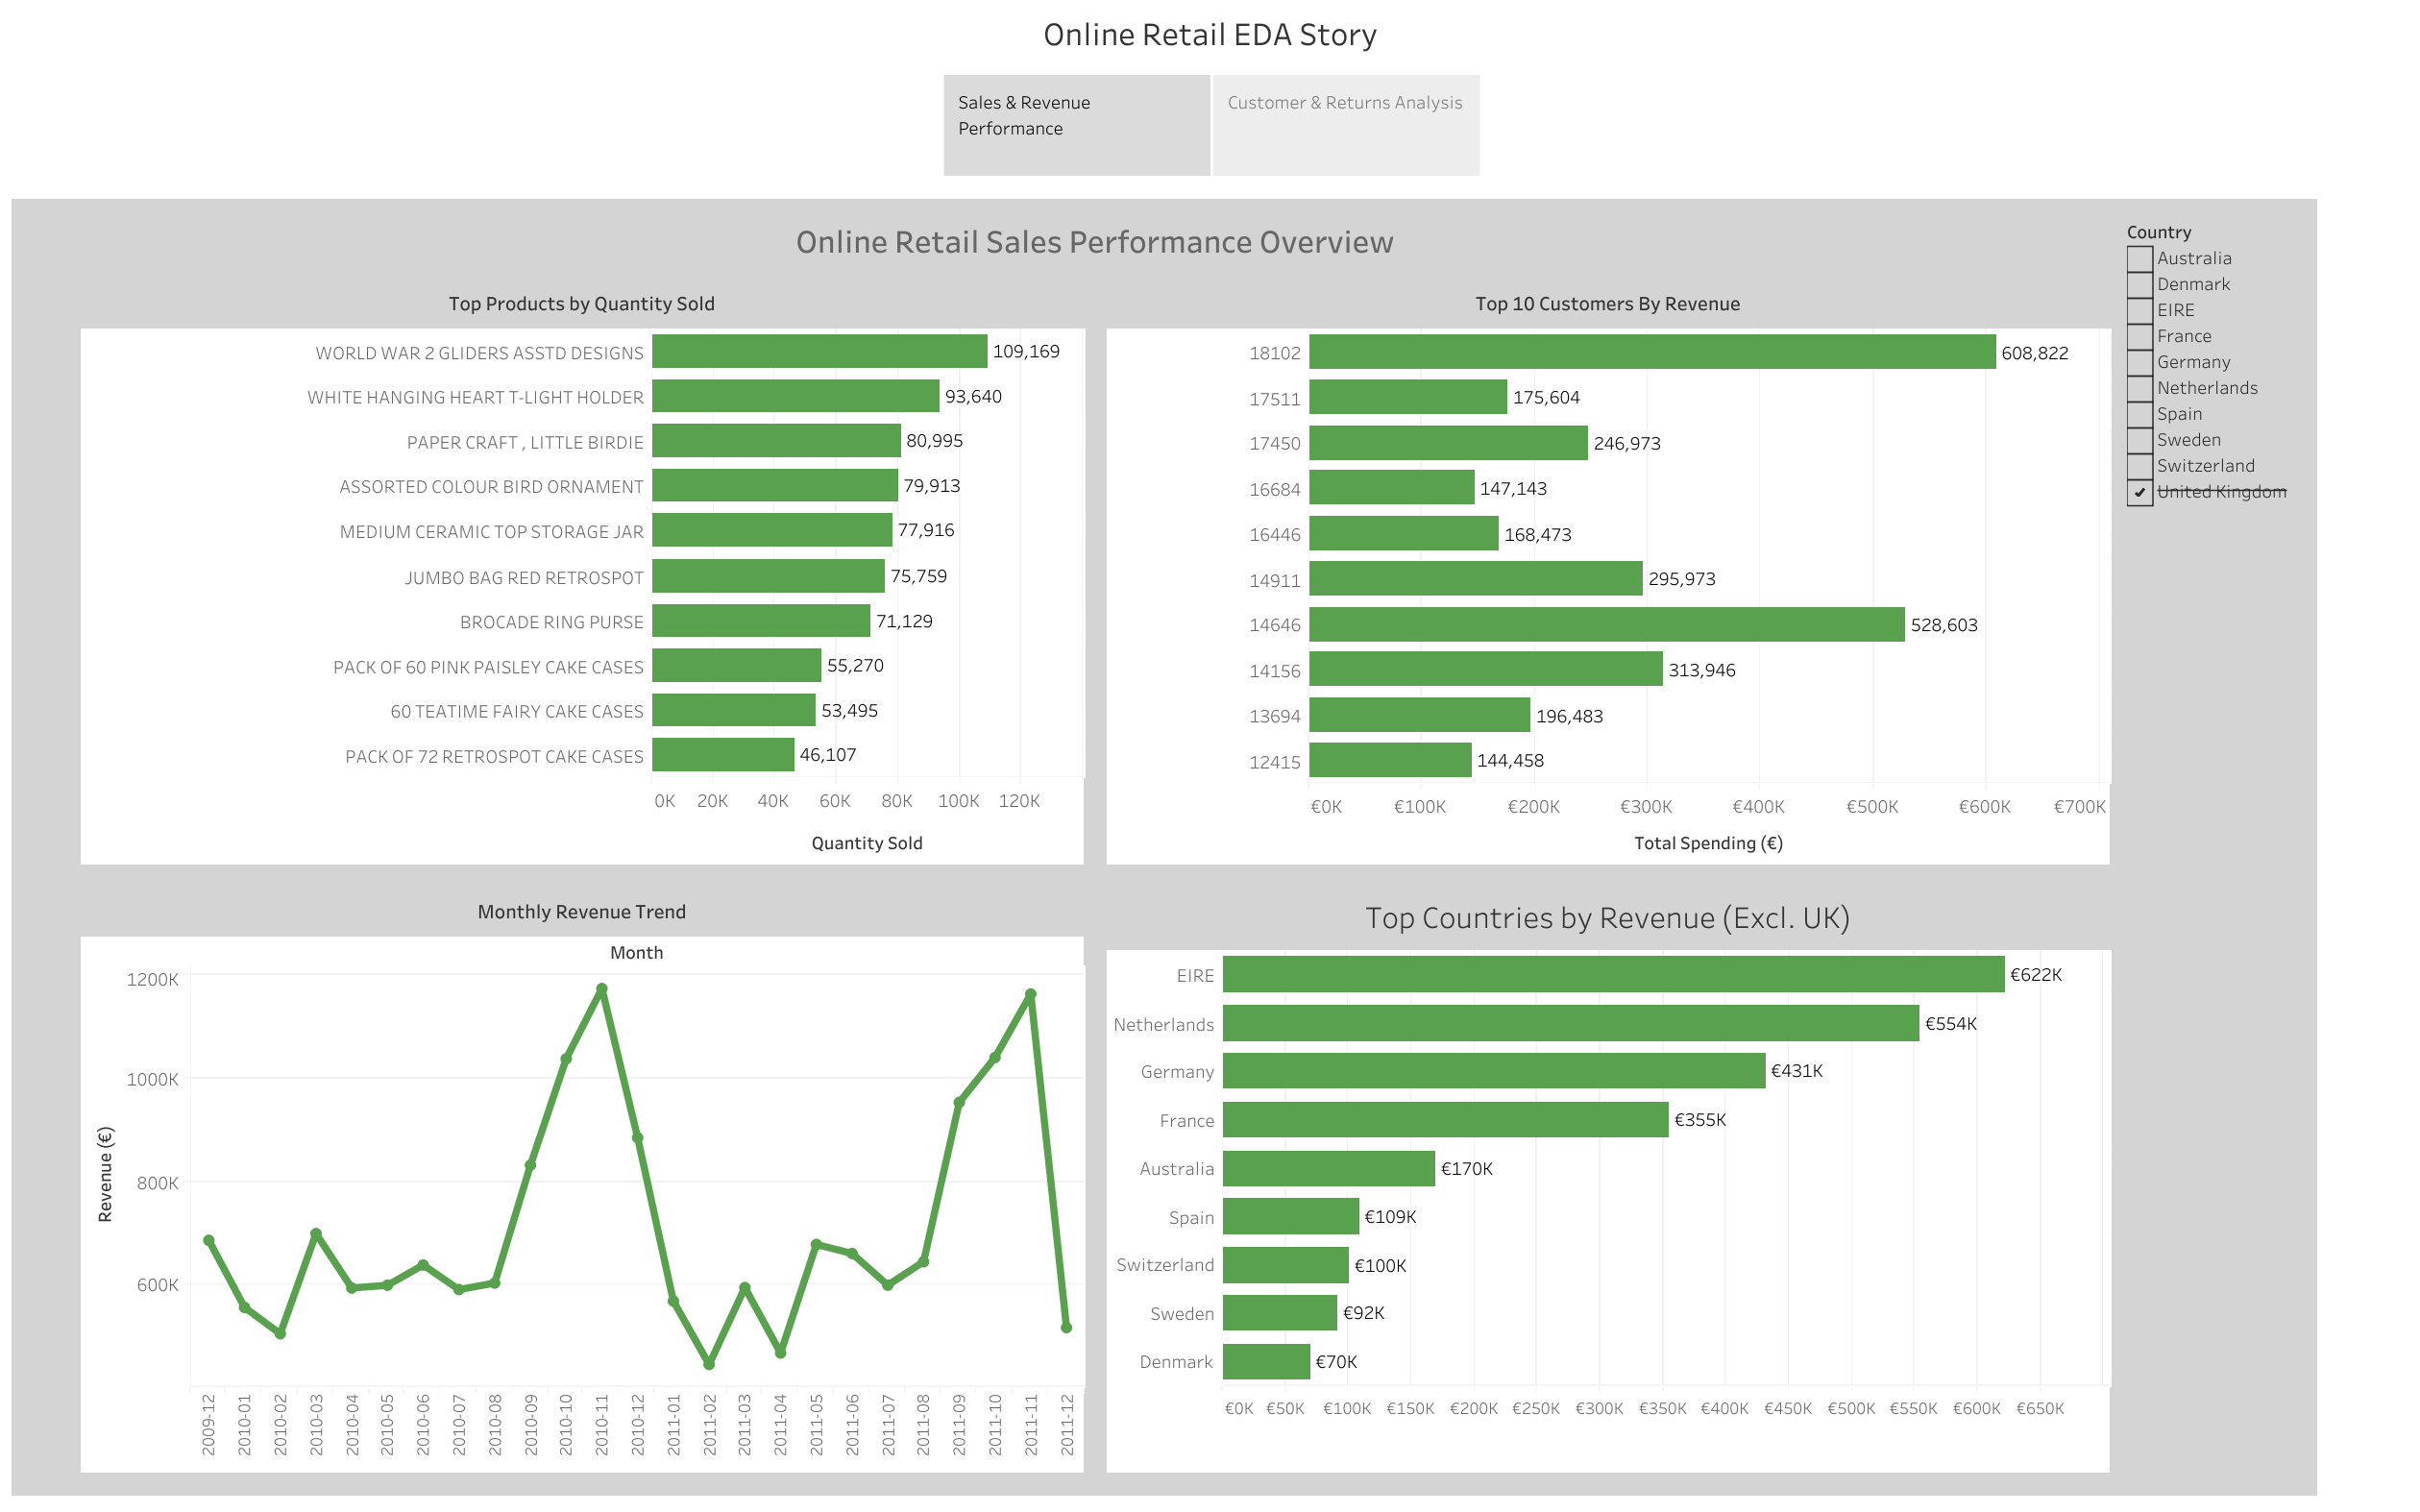 Online Retail EDA Story
Sales & Revenue
Performance
Customer & Returns Analysis
Online Retail Sales Performance Overview
Country
Australia
Denmark
EIRE
France
Germany
Netherlands
Spain
Sweden
Switzerland
United Kingdom
Top Products by Quantity Sold
WORLD WAR 2 GLIDERS ASSTD DESIGNS 109,169
WHITE HANGING HEART T-LIGHT HOLDER 93,640
PAPER CRAFT , LITTLE BIRDIE 80,995
ASSORTED COLOUR BIRD ORNAMENT 79,913
MEDIUM CERAMIC TOP STORAGE JAR 77,916
JUMBO BAG RED RETROSPOT 75,759
BROCADE RING PURSE 71,129
PACK OF 60 PINK PAISLEY CAKE CASES 55,270
60 TEATIME FAIRY CAKE CASES 53,495
PACK OF 72 RETROSPOT CAKE CASES 46,107
0K 20K 40K 60K 80K 100K 120K
Quantity Sold
Top 10 Customers By Revenue
18102 608,822
17511 175,604
17450 246,973
16684 147,143
16446 168,473
14911 295,973
14646 528,603
14156 313,946
13694 196,483
12415 144,458
€0K €100K €200K €300K €400K €500K €600K €700K
Total Spending (€)
Monthly Revenue Trend
Month
1200K
1000K
800K
600K
Revenue (€)
2009-12 2010-01 2010-02 2010-03 2010-04 2010-05 2010-06 2010-07 2010-08 2010-09 2010-10 2010-11 2010-12 2011-01 2011-02 2011-03 2011-04 2011-05 2011-06 2011-07 2011-08 2011-09 2011-10 2011-11 2011-12
Top Countries by Revenue (Excl. UK)
EIRE €622K
Netherlands €554K
Germany €431K
France €355K
Australia €170K
Spain €109K
Switzerland €100K
Sweden €92K
Denmark €70K
€0K €50K €100K €150K €200K €250K €300K €350K €400K €450K €500K €550K €600K €650K